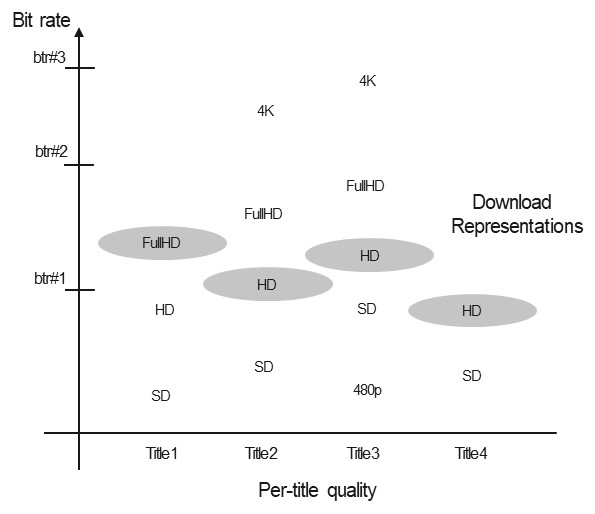 Bit rate
btr#3
4K
4K
btr#2
FullHD
Download
Representations
FullHD
FullHD
HD
btr#1
HD
HD
SD
HD
SD
SD
480p
SD
Title1
Title2
Title3
Title4
Per-title quality